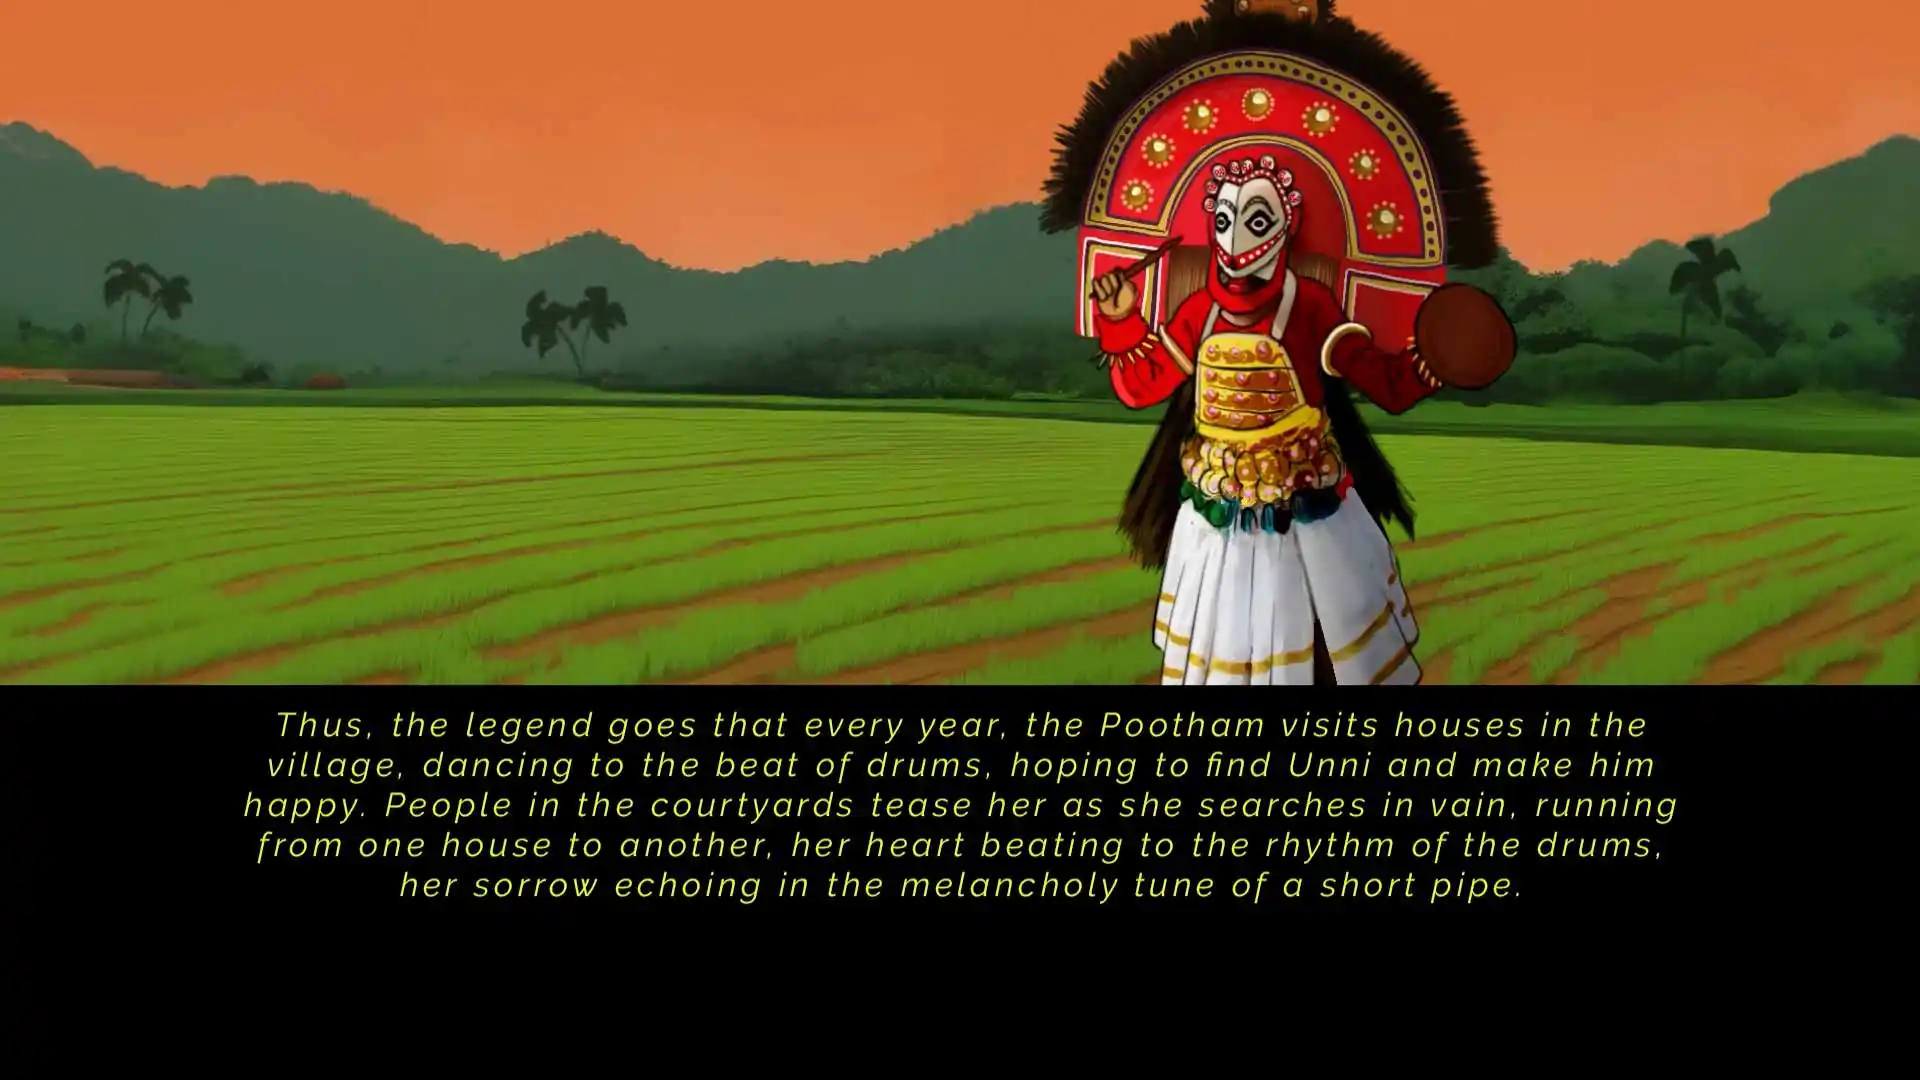 Thus, the legend goes that every year, the Pootham visits houses in the
village, dancing to the beat of drums, hoping to find Unni and make him
happy. People in the courtyards tease her as she searches in vain, running
from one house to another, her heart beating to the rhythm of the drums,
her sorrow echoing in the melancholy tune of a short pipe.